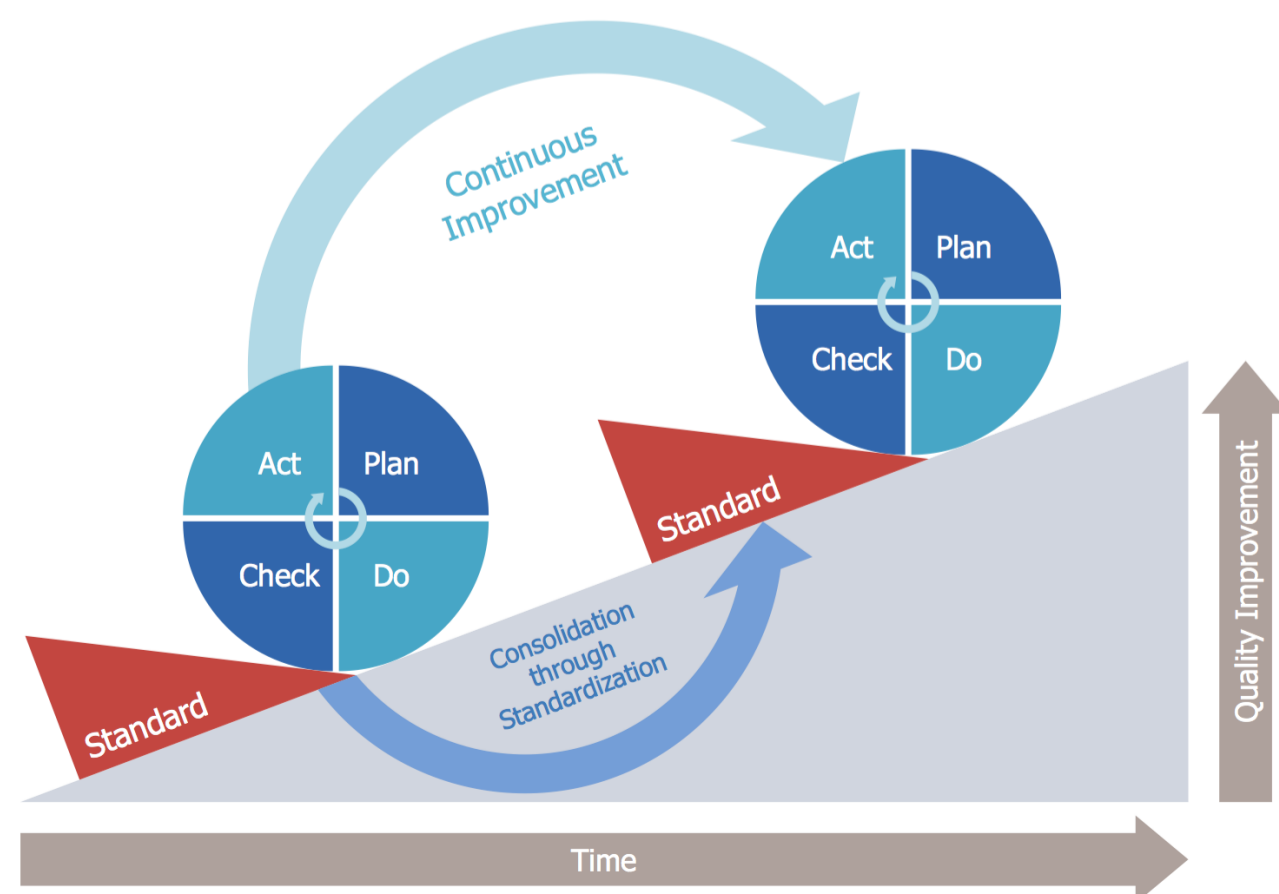 Continuous
Improvement
Act
Plan
Check
Do
Act
Plan
Check
Do
Standard
Standard
Consolidation
through
Standardization
Quality Improvement
Time